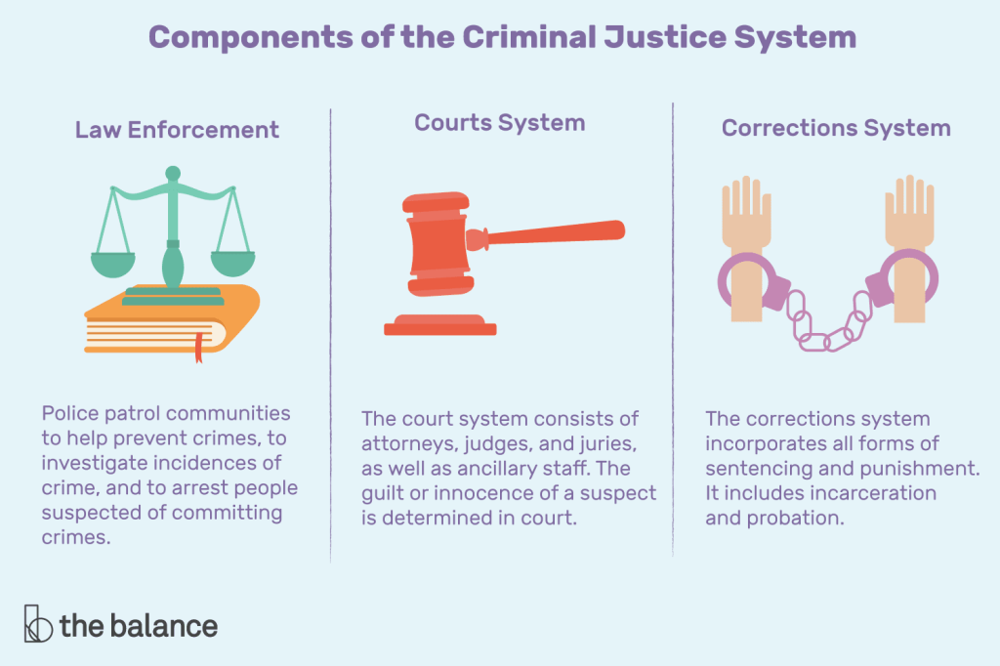 Components of the Criminal Justice System
Law Enforcement
Police patrol communities
to help prevent crimes, to
investigate incidences of
crime, and to arrest people
suspected of committing
crimes.
Courts System
The court system consists of
attorneys, judges, and juries,
as well as ancillary staff. The
guilt or innocence of a suspect
is determined in court.
Corrections System
The corrections system
incorporates all forms of
sentencing and punishment.
It includes incarceration
and probation.
the balance